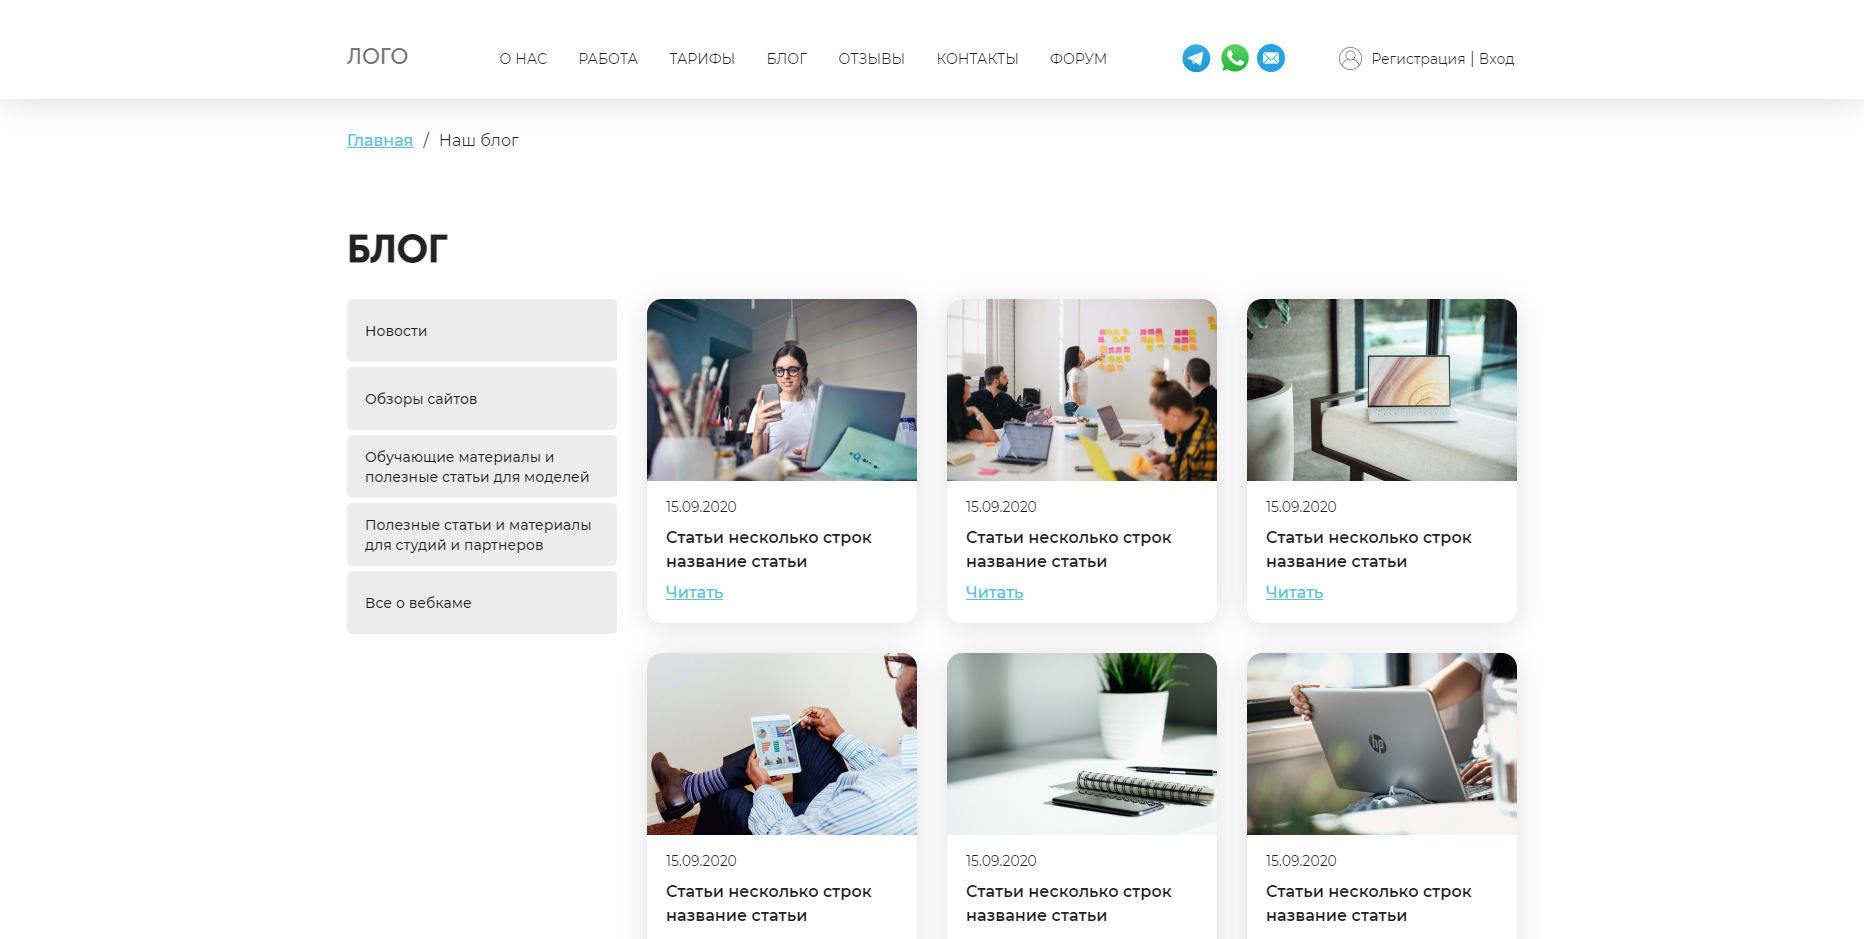 ЛОГО
О НАС РАБОТА ТАРИФЫ БЛОГ ОТЗЫВЫ КОНТАКТЫ ФОРУМ
Регистрация | Вход
Главная / Наш блог
БЛОГ
Новости
Обзоры сайтов
Обучающие материалы и
полезные статьи для моделей
Полезные статьи и материалы
для студий и партнеров
Все о вебкаме
15.09.2020
Статьи несколько строк
название статьи
Читать
15.09.2020
Статьи несколько строк
название статьи
Читать
15.09.2020
Статьи несколько строк
название статьи
Читать
hp
15.09.2020
Статьи несколько строк
название статьи
15.09.2020
Статьи несколько строк
название статьи
15.09.2020
Статьи несколько строк
название статьи